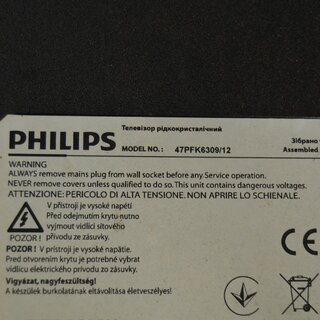 Телевізор рідкокристалічний
Зібрано
PHILIPS
MODEL NO.: 47PFK6309/12
Assembled
WARNING
ALWAYS remove mains plug from wall socket before any Service operation.
NEVER remove covers unless qualified to do so. This unit contains dangerous voltages.
ATTENZIONE: PERICOLO DI ALTA TENSIONE. NON APRIRE LO SCHIENALE.
V přístroji je vysoké napětí
Před odejmutím krytu nutno
vyjmout vidlici síťového
POZOR ! přívodu ze zásuvky.
POZOR ! V prístroji je vysoké napätie.
Pred otvorením krytu je potrebné vybrať
vidlicu elektrického prívodu zo zásuvky.
Vigyázat, nagyfeszültség!
A készülek burkolatának eltávolítása életveszélyes!
CE